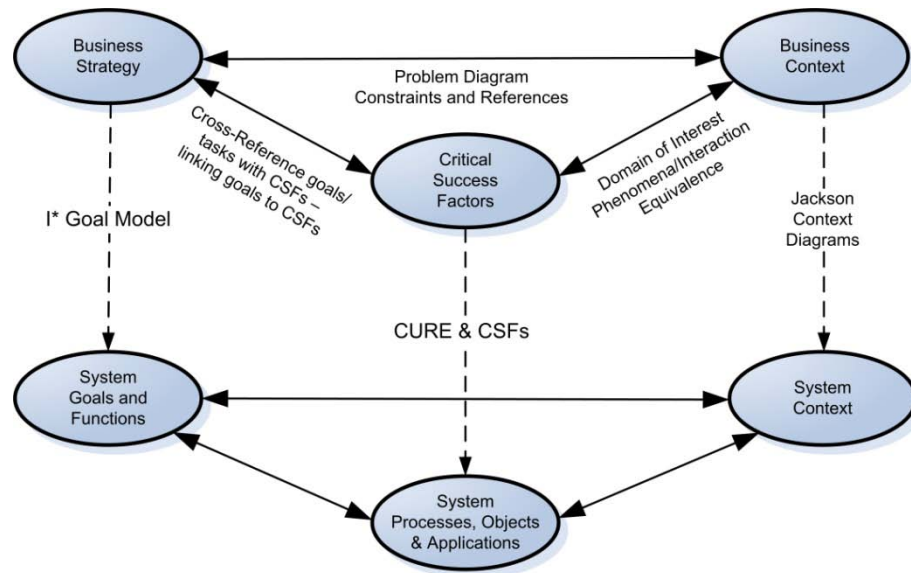 Business
Strategy
Business
Context
Problem Diagram
Constraints and References
Cross-Reference goals/
tasks with CSFs –
linking goals to CSFs
Critical
Success
Factors
Domain of Interest
Phenomena/Interaction
Equivalence
I* Goal Model
Jackson
Context
Diagrams
CURE & CSFs
System
Goals and
Functions
System
Context
System
Processes, Objects
& Applications